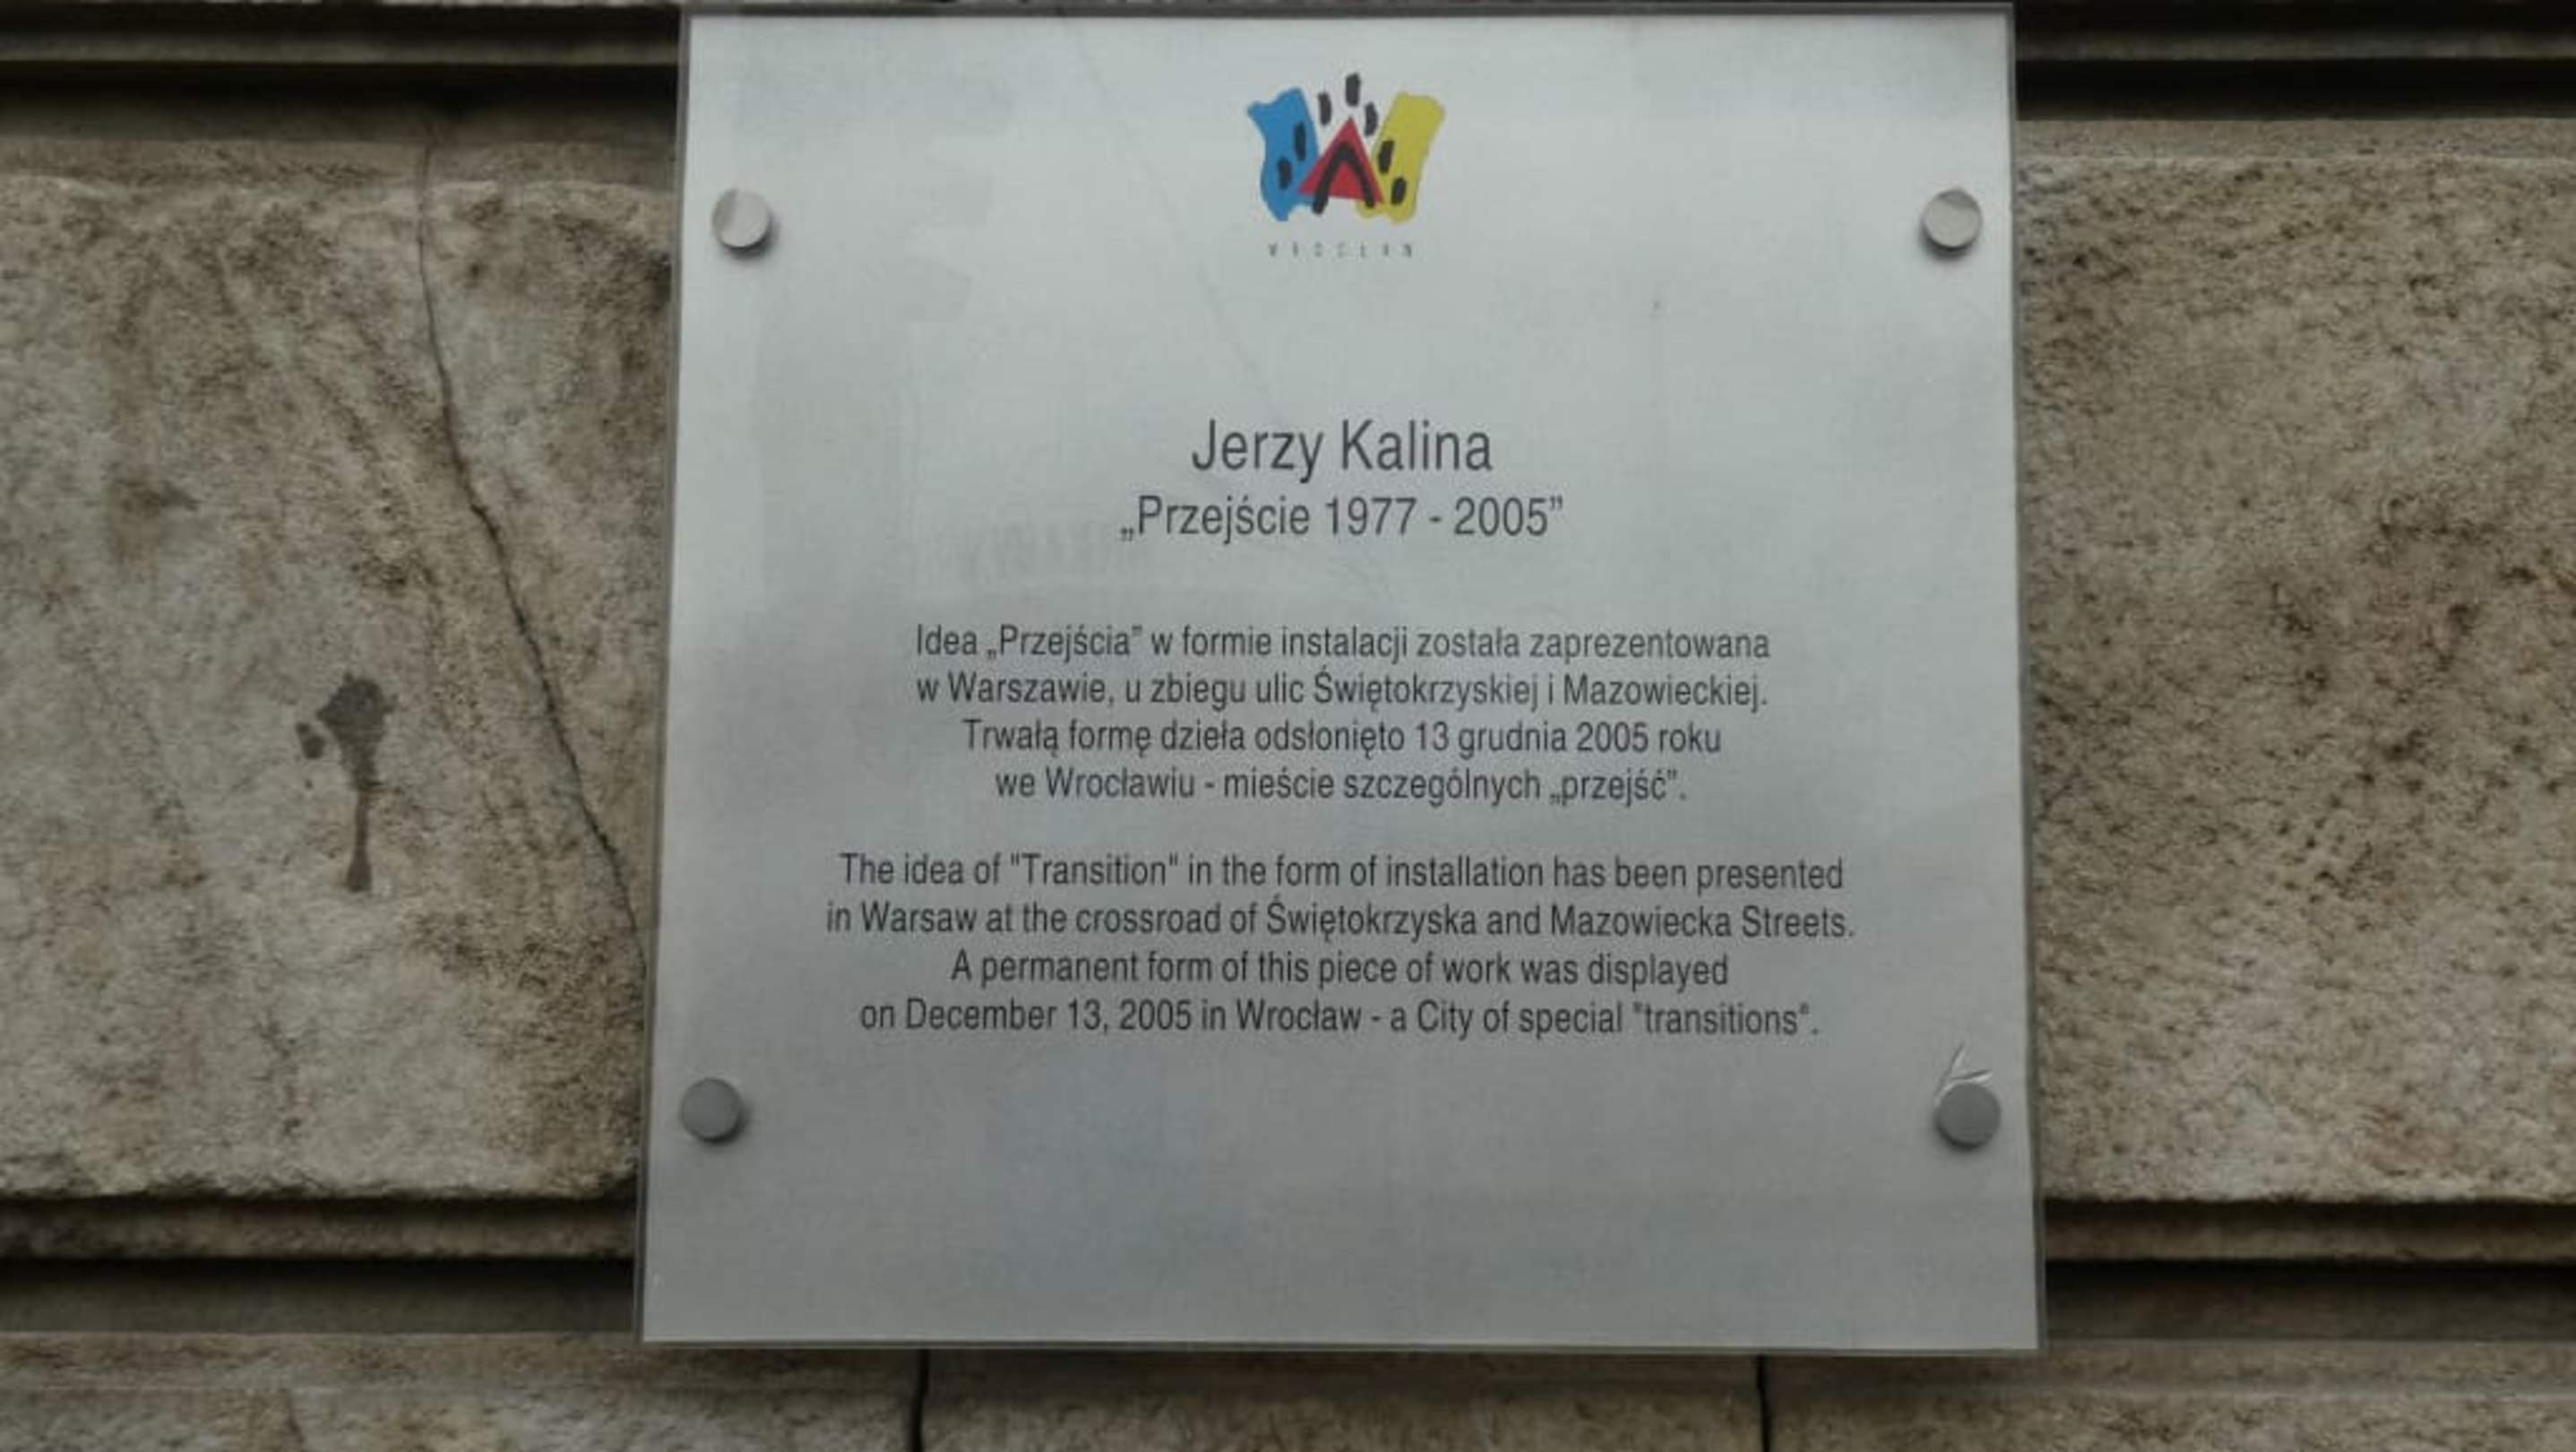 WROCŁAW
Jerzy Kalina
„Przejście 1977 - 2005”
Idea „Przejścia” w formie instalacji została zaprezentowana
w Warszawie, u zbiegu ulic Świętokrzyskiej i Mazowieckiej.
Trwałą formę dzieła odsłonięto 13 grudnia 2005 roku
we Wrocławiu - mieście szczególnych „przejść”.
The idea of "Transition" in the form of installation has been presented
in Warsaw at the crossroad of Świętokrzyska and Mazowiecka Streets.
A permanent form of this piece of work was displayed
on December 13, 2005 in Wrocław - a City of special "transitions".